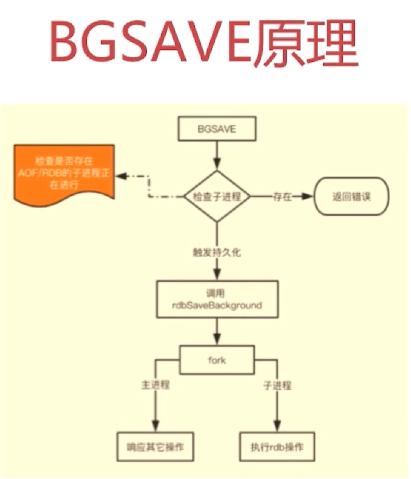 BGSAVE原理
BGSAVE
检查是否存在
AOF/RDB的子进程正
在进行
检查子进程
存在
返回错误
触发持久化
调用
rdbSaveBackground
fork
主进程
子进程
响应其它操作
执行rdb操作